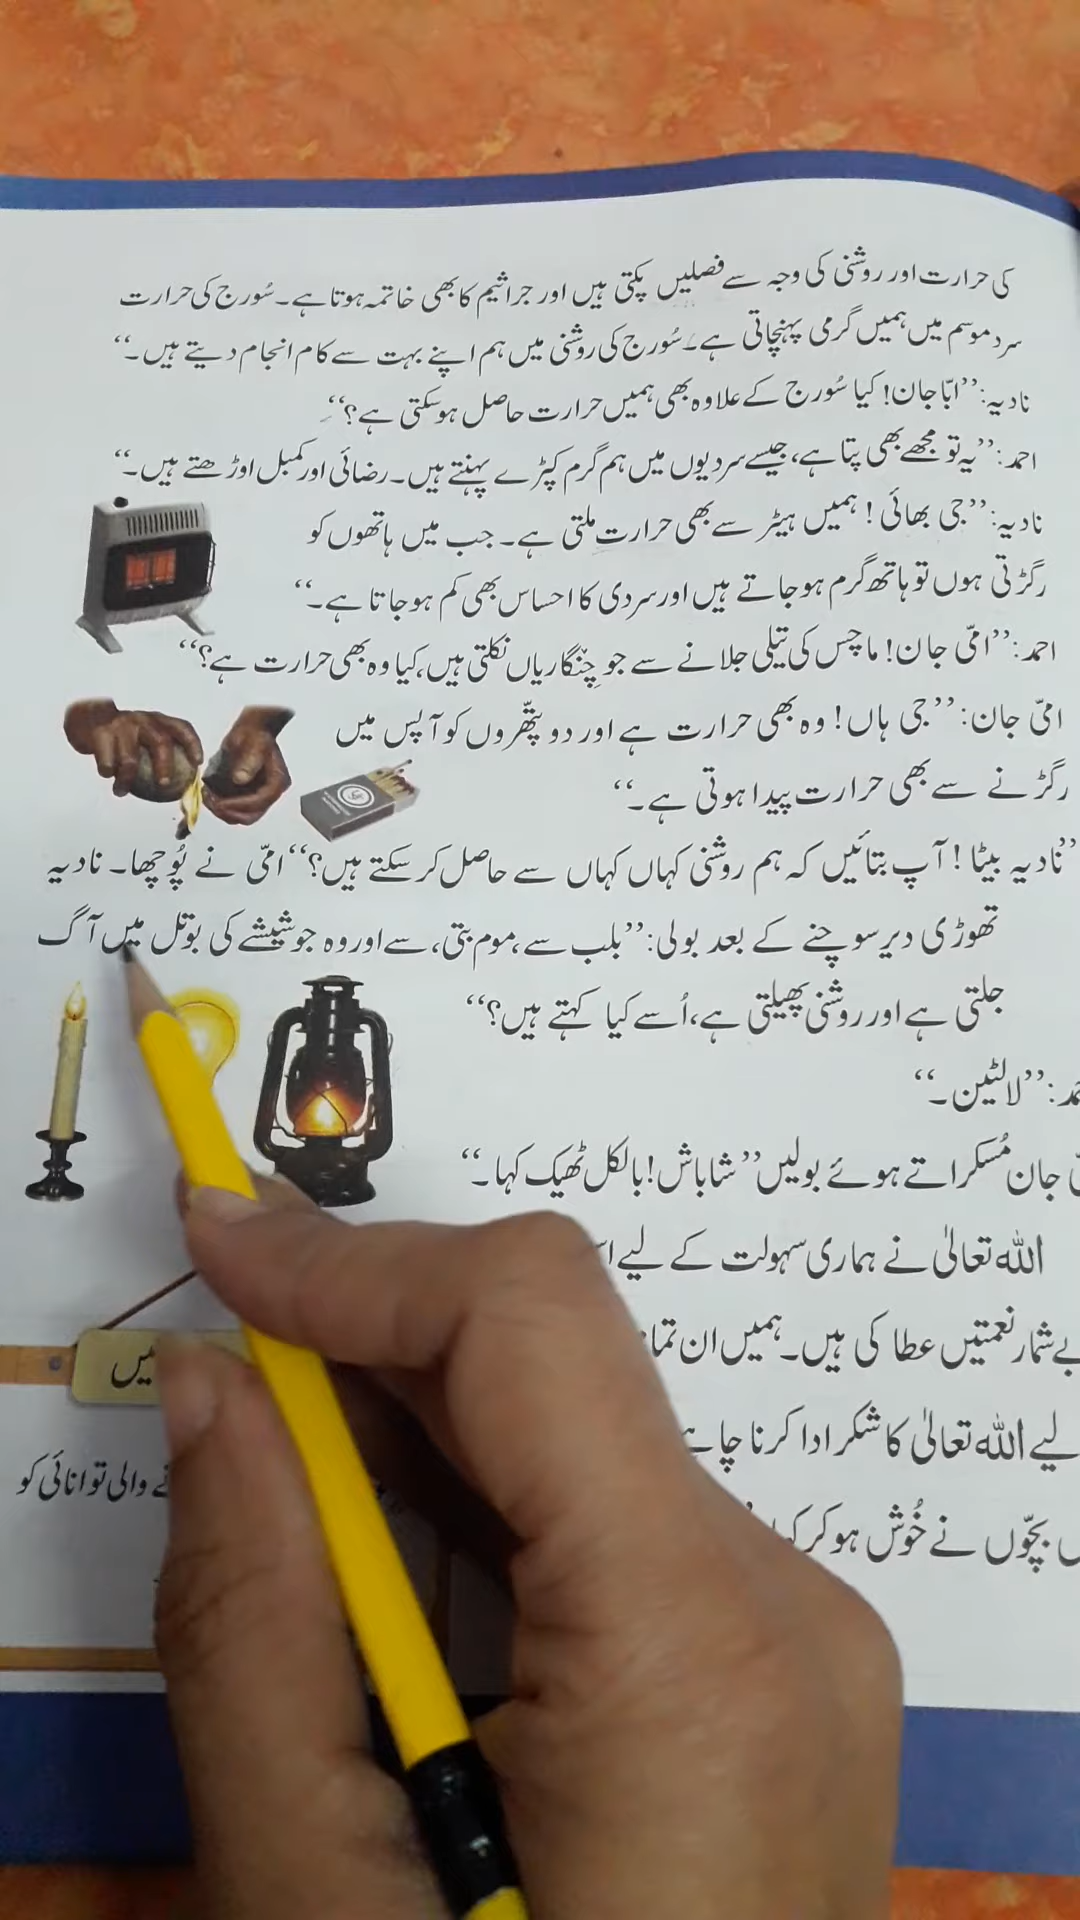 کی حرارت اور روشنی کی وجہ سے فصلیں پکتی ہیں اور جراثیم کا بھی خاتمہ ہوتا ہے۔ سُورج کی حرارت
سرد موسم میں ہمیں گرمی پہنچاتی ہے۔ سُورج کی روشنی میں ہم اپنے بہت سے کام انجام دیتے ہیں۔‘‘
نادیہ: ’’ابّا جان! کیا سُورج کے علاوہ بھی ہمیں حرارت حاصل ہو سکتی ہے؟‘‘
احمد: ’’یہ تو مجھے بھی پتا ہے، جیسے سردیوں میں ہم گرم کپڑے پہنتے ہیں۔ رضائی اور کمبل اوڑھتے ہیں۔‘‘
نادیہ: ’’جی بھائی! ہمیں ہیٹر سے بھی حرارت ملتی ہے۔ جب میں ہاتھوں کو
رگڑتی ہوں تو ہاتھ گرم ہو جاتے ہیں اور سردی کا احساس بھی کم ہو جاتا ہے۔‘‘
احمد: ’’امّی جان! ماچس کی تیلی جلانے سے جو چنگاریاں نکلتی ہیں، کیا وہ بھی حرارت ہے؟‘‘
امّی جان: ’’جی ہاں! وہ بھی حرارت ہے اور دو پتھّروں کو آپس میں
رگڑنے سے بھی حرارت پیدا ہوتی ہے۔‘‘
’’نادیہ بیٹا! آپ بتائیں کہ ہم روشنی کہاں کہاں سے حاصل کر سکتے ہیں؟‘‘ امّی نے پُوچھا۔ نادیہ
تھوڑی دیر سوچنے کے بعد بولی: ’’بلب سے، موم بتی، سے اور وہ جو شیشے کی بوتل میں آگ
جلتی ہے اور روشنی پھیلتی ہے، اُسے کیا کہتے ہیں؟‘‘
’’لالٹین۔‘‘
جان مُسکراتے ہوئے بولیں ’’شاباش! بالکل ٹھیک کہا۔‘‘
اللہ تعالیٰ نے ہماری سہولت کے لیے
بے شمار نعمتیں عطا کی ہیں۔ ہمیں ان
لیے اللہ تعالیٰ کا شکر ادا کرنا
بچّوں نے خُوش ہو کر
والی توانائی کو